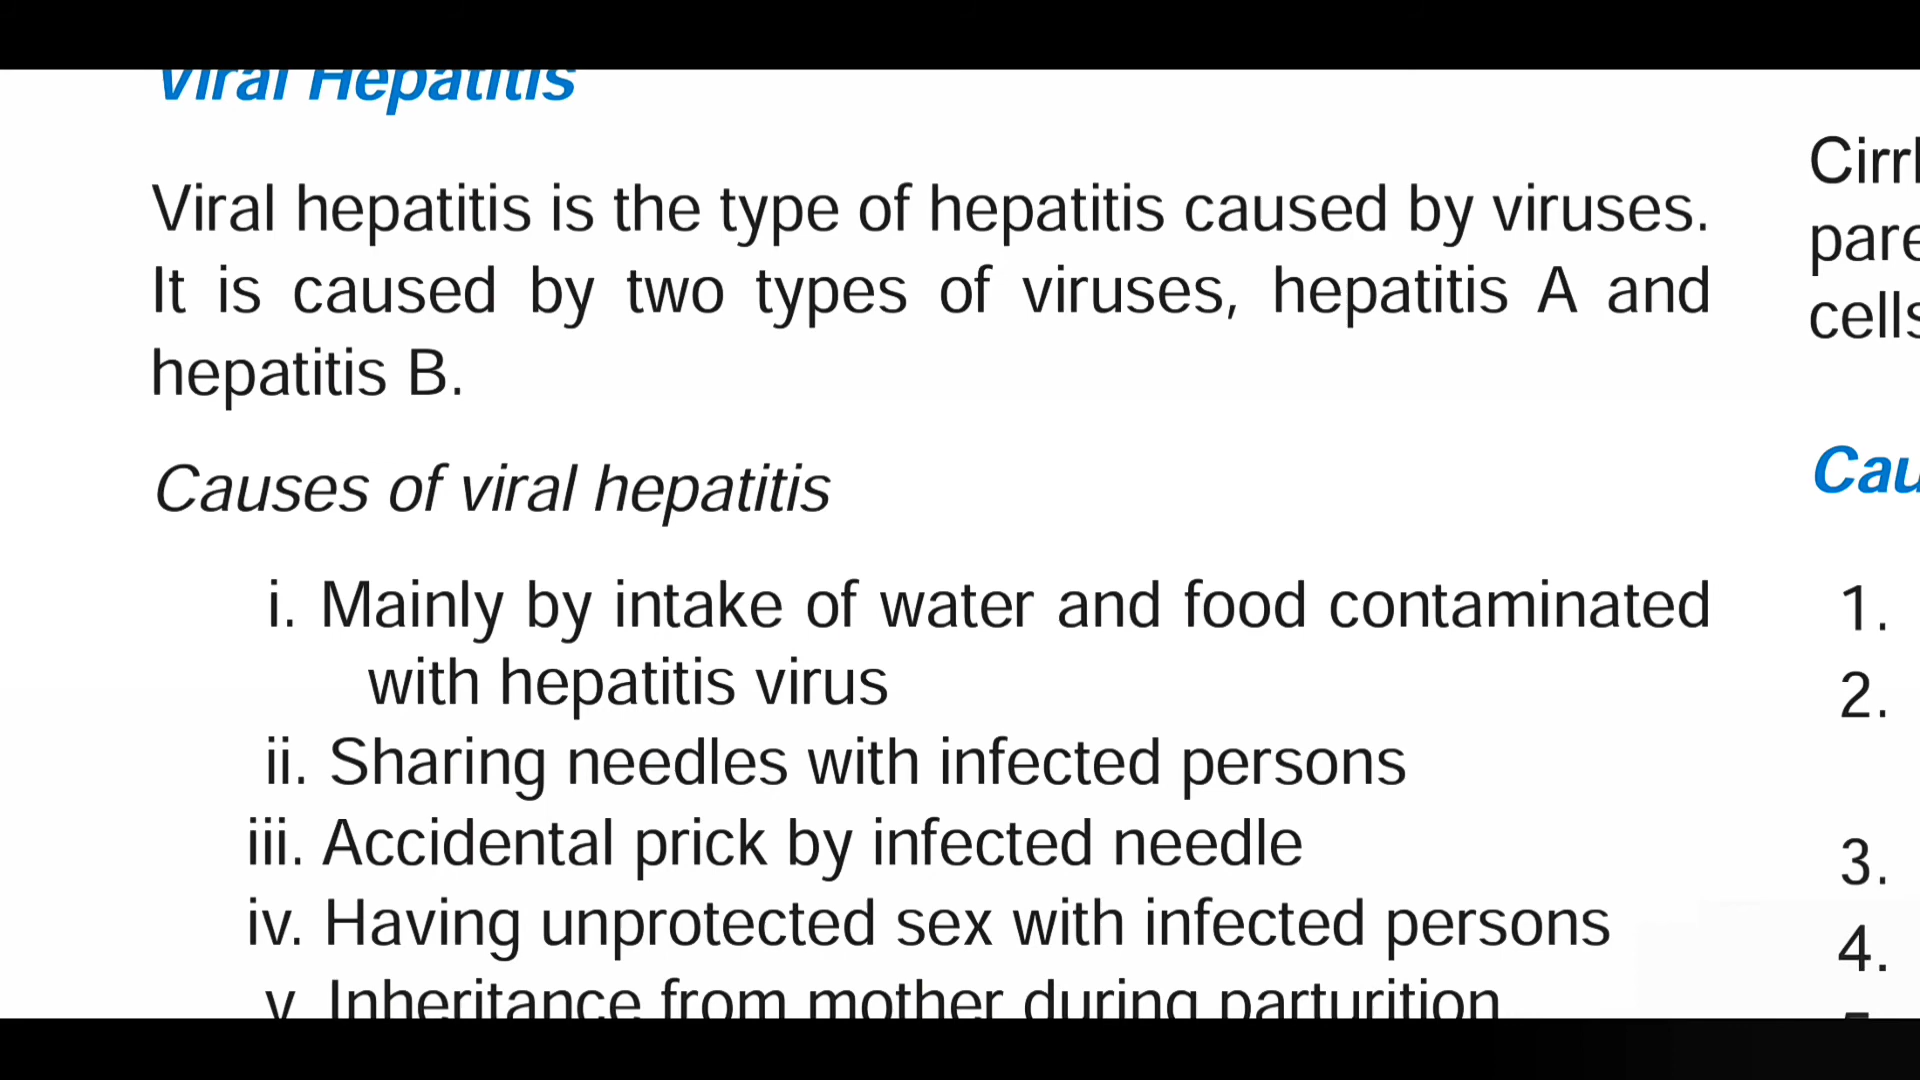 Viral Hepatitis
Viral hepatitis is the type of hepatitis caused by viruses.
It is caused by two types of viruses, hepatitis A and
hepatitis B.
Causes of viral hepatitis
i. Mainly by intake of water and food contaminated
with hepatitis virus
ii. Sharing needles with infected persons
iii. Accidental prick by infected needle
iv. Having unprotected sex with infected persons
v. Inheritance from mother during parturition
cells
1.
2.
3.
4.